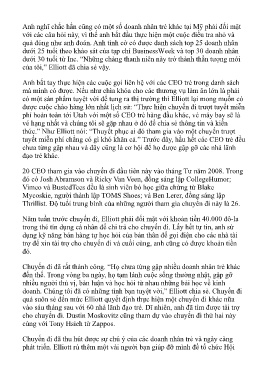 Anh nghĩ chắc hẳn cũng có một số doanh nhân trẻ khác tại Mỹ phải đối mặt
với các câu hỏi này, vì thế anh bắt đầu thực hiện một cuộc điều tra nhỏ và
quả đúng như anh đoán. Anh tình cờ có được danh sách top 25 doanh nhân
dưới 25 tuổi theo khảo sát của tạp chí BusinessWeek và top 30 doanh nhân
dưới 30 tuổi từ Inc. “Những chàng thanh niên này trở thành thần tượng mới
của tôi,” Elliott đã chia sẻ vậy.
Anh bắt tay thực hiện các cuộc gọi liên hệ với các CEO trẻ trong danh sách
mà mình có được. Nếu như chìa khóa cho các thương vụ làm ăn lớn là phải
có một sản phẩm tuyệt vời để tung ra thị trường thì Elliott lại mong muốn có
được cuộc chào hàng lớn nhất lịch sử: “Thực hiện chuyến đi trượt tuyết miễn
phí hoàn toàn tới Utah với một số CEO trẻ hàng đầu khác, vé máy bay sẽ là
vé hạng nhất và chúng tôi sẽ gặp nhau ở đó để chia sẻ thông tin và kiến
thức.” Như Elliott nói: “Thuyết phục ai đó tham gia vào một chuyến trượt
tuyết miễn phí chẳng có gì khó khăn cả.” Trước đây, hầu hết các CEO trẻ đều
chưa từng gặp nhau và đây cũng là cơ hội để họ được gặp gỡ các nhà lãnh
đạo trẻ khác.
20 CEO tham gia vào chuyến đi đầu tiên này vào tháng Tư năm 2008. Trong
đó có Josh Abramson và Ricky Van Veen, đồng sáng lập CollegeHumor;
Vimeo và BustedTees đều là sinh viên bỏ học giữa chừng từ Blake
Mycoskie, người thành lập TOMS Shoes; và Ben Lerer, đồng sáng lập
Thrillist. Độ tuổi trung bình của những người tham gia chuyến đi này là 26.
Năm tuần trước chuyến đi, Elliott phải đối mặt với khoản tiền 40.000 đô-la
trong thẻ tín dụng cá nhân để chi trả cho chuyến đi. Lấy hết tự tin, anh sử
dụng kỹ năng bán hàng tự học hỏi của bản thân để gọi điện cho các nhà tài
trợ để xin tài trợ cho chuyến đi và cuối cùng, anh cũng có được khoản tiền
đó.
Chuyến đi đã rất thành công. “Họ chưa từng gặp nhiều doanh nhân trẻ khác
đến thế. Trong vòng ba ngày, họ tạm lánh cuộc sống thường nhật, gặp gỡ
nhiều người thú vị, bàn luận và học hỏi từ nhau những bài học về kinh
doanh. Chúng tôi đã có những tình bạn tuyệt vời,” Elliott chia sẻ. Chuyến đi
quá suôn sẻ đến mức Elliott quyết định thực hiện một chuyến đi khác nữa
vào sáu tháng sau với 60 nhà lãnh đạo trẻ. Dĩ nhiên, anh đã tìm được tài trợ
cho chuyến đi. Dustin Moskovitz cũng tham dự vào chuyến đi thứ hai này
cùng với Tony Hsieh từ Zappos.
Chuyến đi đã thu hút được sự chú ý của các doanh nhân trẻ và ngày càng
phát triển. Elliott rủ thêm một vài người bạn giúp đỡ mình để tổ chức Hội